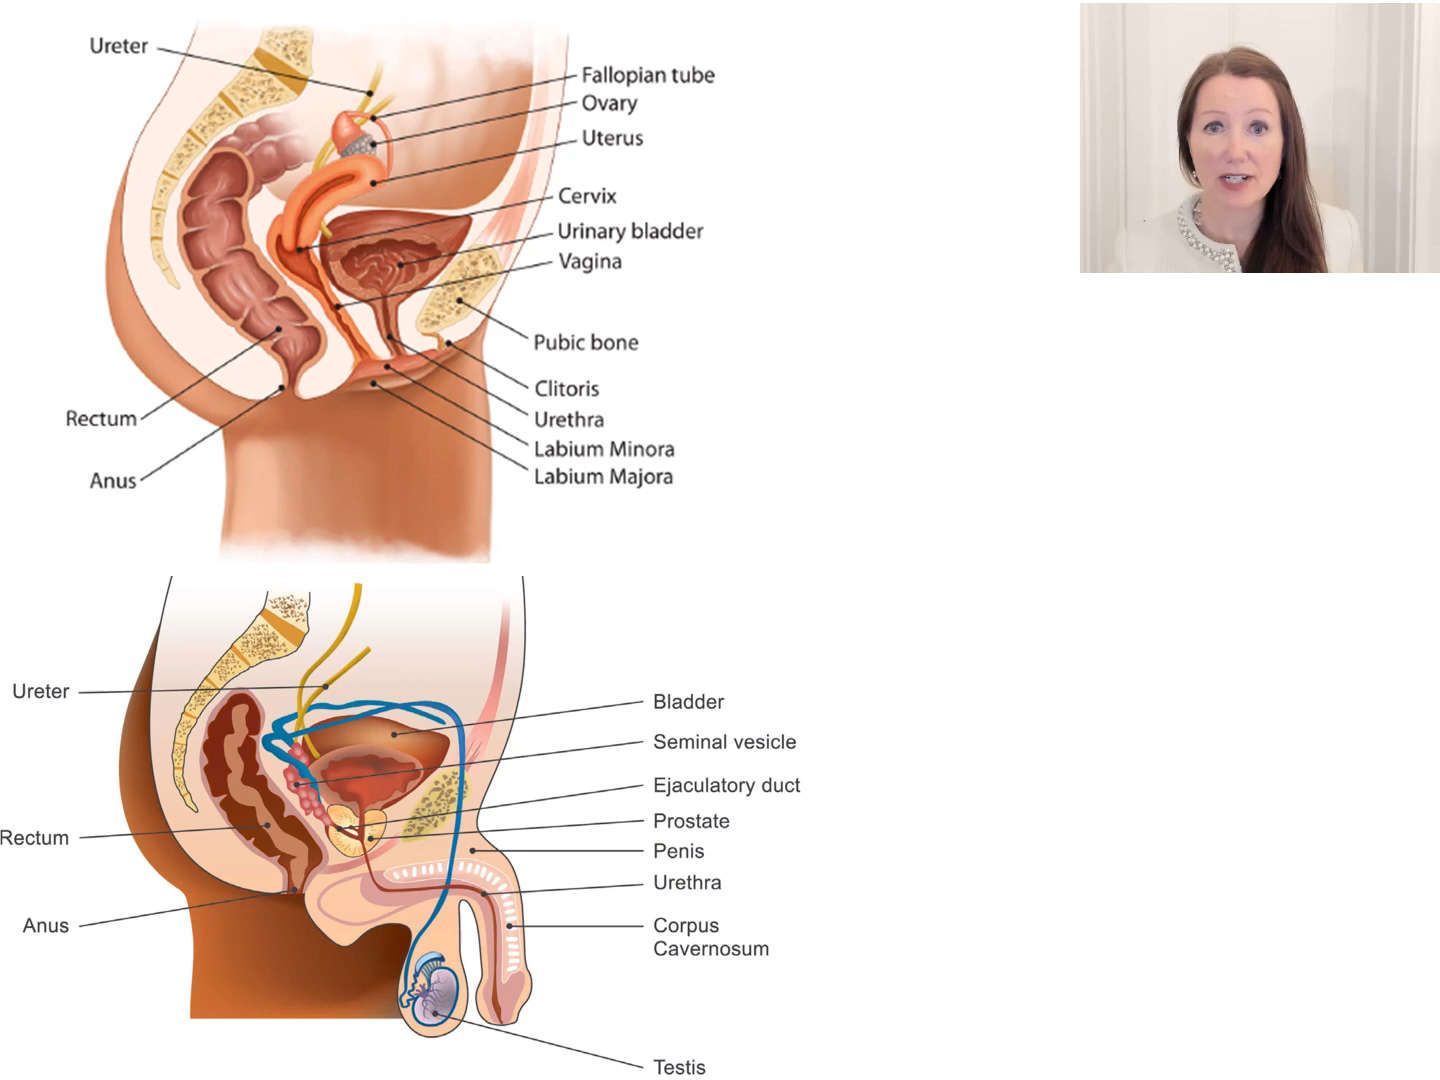 Ureter
Fallopian tube
Ovary
Uterus
Cervix
Urinary bladder
Vagina
Pubic bone
Clitoris
Urethra
Labium Minora
Labium Majora
Rectum
Anus
Ureter
Bladder
Seminal vesicle
Ejaculatory duct
Prostate
Penis
Urethra
Corpus
Cavernosum
Rectum
Anus
Testis